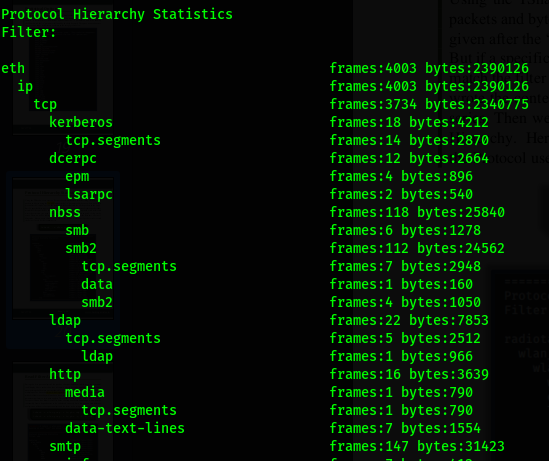 Protocol Hierarchy Statistics
Filter:
eth frames:4003 bytes:2390126
ip frames:4003 bytes:2390126
tcp frames:3734 bytes:2340775
kerberos frames:18 bytes:4212
tcp.segments frames:14 bytes:2870
dcerpc frames:12 bytes:2664
epm frames:4 bytes:896
lsarpc frames:2 bytes:540
nbss frames:118 bytes:25840
smb frames:6 bytes:1278
smb2 frames:112 bytes:24562
tcp.segments frames:7 bytes:2948
data frames:1 bytes:160
smb2 frames:4 bytes:1050
ldap frames:22 bytes:7853
tcp.segments frames:5 bytes:2512
ldap frames:1 bytes:966
http frames:16 bytes:3639
media frames:1 bytes:790
tcp.segments frames:1 bytes:790
data-text-lines frames:7 bytes:1554
smtp frames:147 bytes:31423